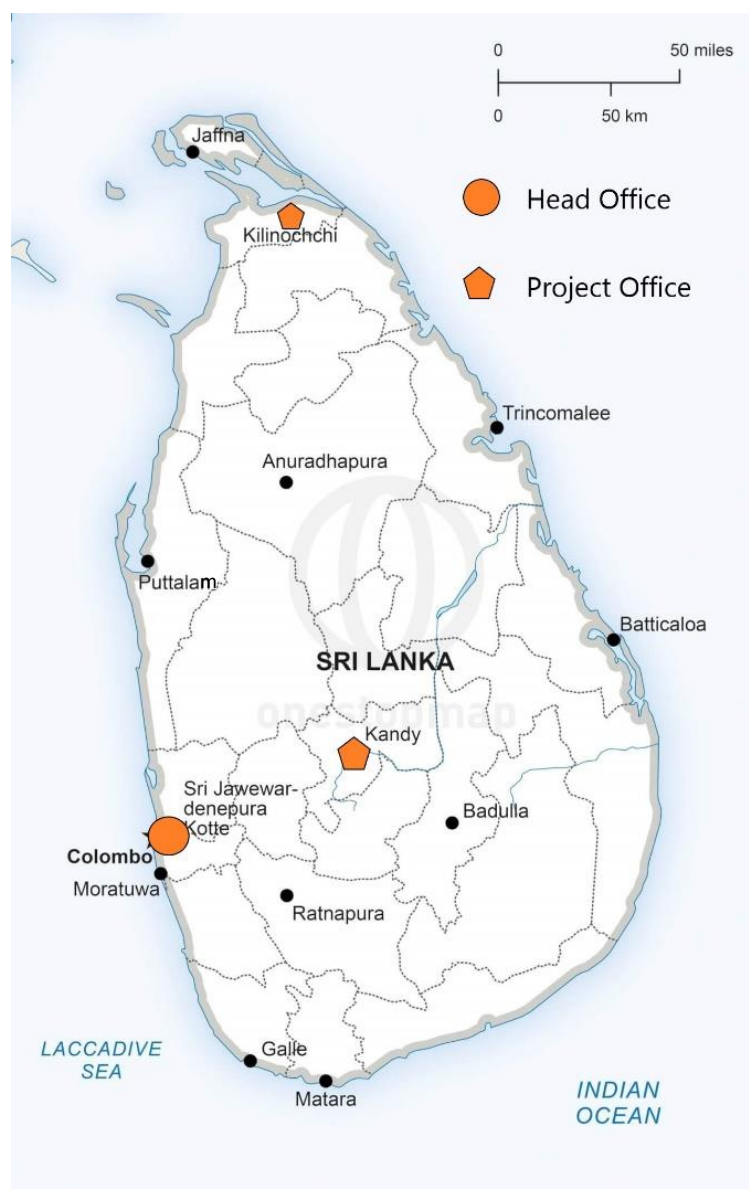 0 50 miles
0 50 km
Jaffna
Head Office
Kilinochchi
Project Office
Trincomalee
Anuradhapura
Puttalam
Batticaloa
SRI LANKA
onestopmap
Kandy
Sri Jawewar-
denepura
Kotte
Badulla
Colombo
Moratuwa
Ratnapura
LACCADIVE
SEA
Galle
Matara
INDIAN
OCEAN